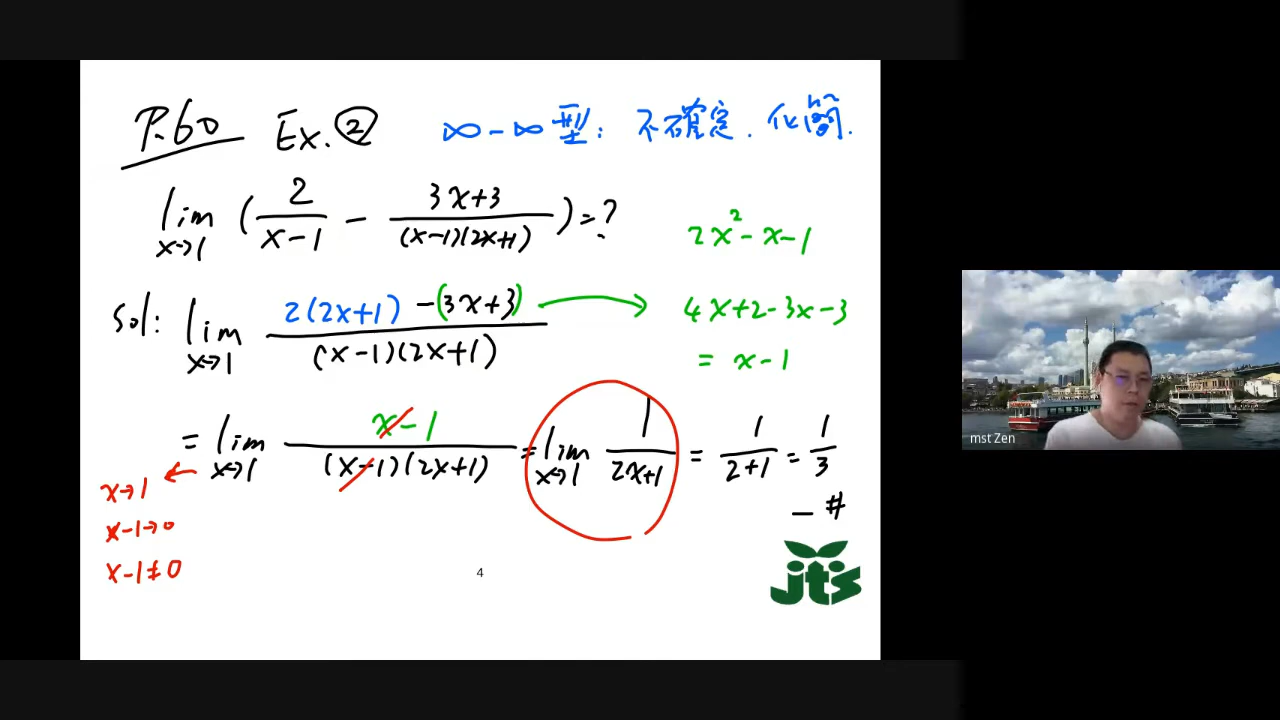 P.60 Ex. ② ∞-∞型: 不確定. 化簡.
lim x→1 (2/(x-1) - (3x+3)/((x-1)(2x+1))) = ?
2x²-x-1
sol: lim x→1 (2(2x+1) -(3x+3))/((x-1)(2x+1)) → 4x+2-3x-3
= x-1
= lim x→1 (x-1)/((x-1)(2x+1)) = lim x→1 1/(2x+1) = 1/(2+1) = 1/3
- #
x→1
x-1→0
x-1≠0
4
jts
mst Zen